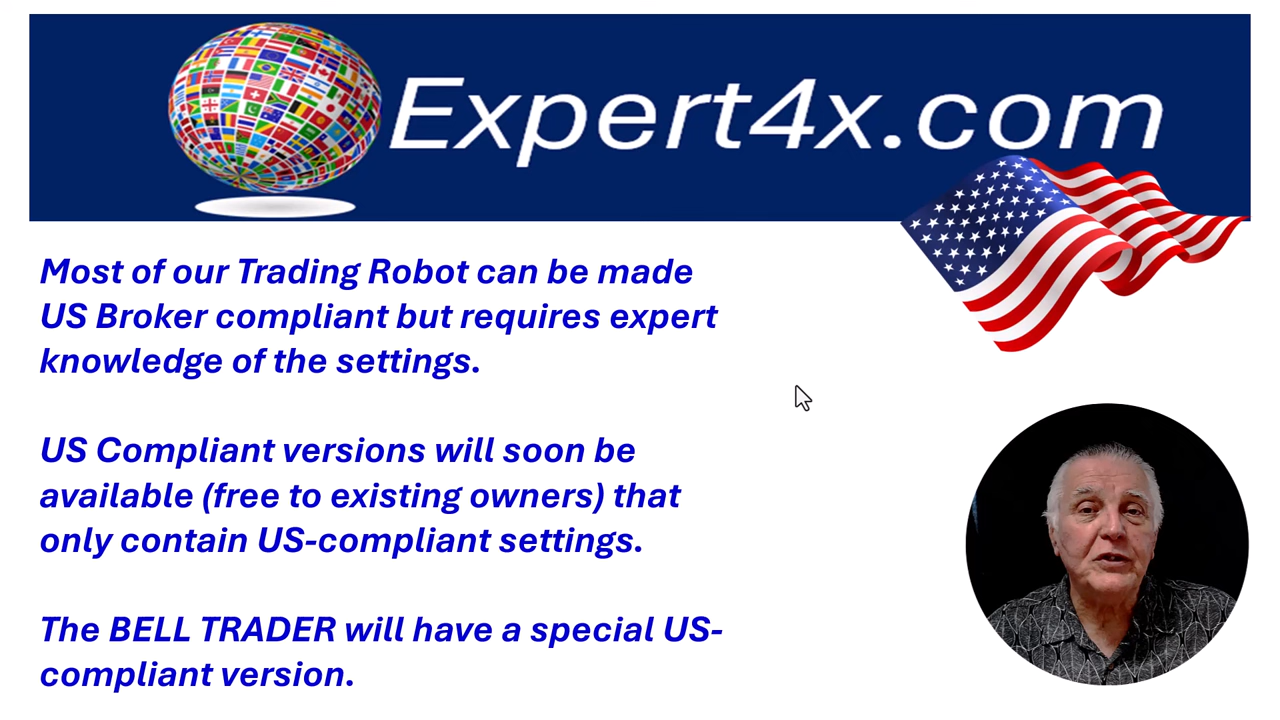 Expert4x.com
Most of our Trading Robot can be made
US Broker compliant but requires expert
knowledge of the settings.
US Compliant versions will soon be
available (free to existing owners) that
only contain US-compliant settings.
The BELL TRADER will have a special US-
compliant version.